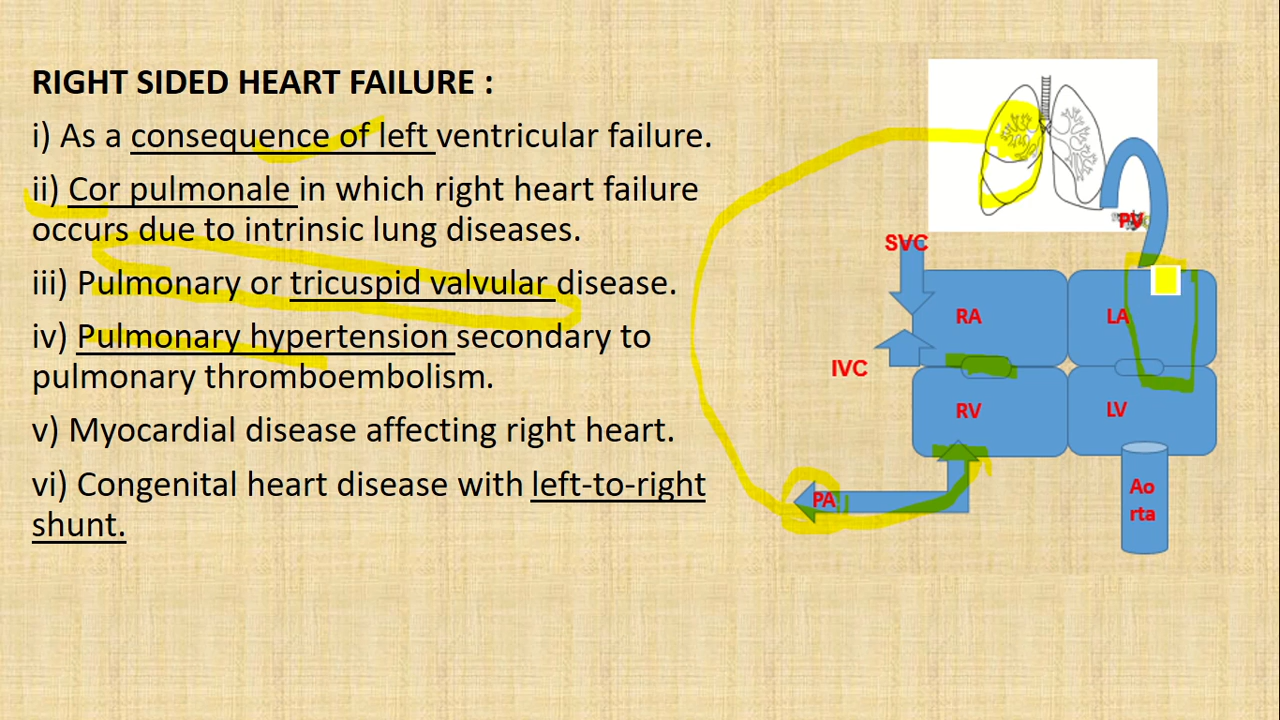 RIGHT SIDED HEART FAILURE :
i) As a consequence of left ventricular failure.
ii) Cor pulmonale in which right heart failure
occurs due to intrinsic lung diseases.
iii) Pulmonary or tricuspid valvular disease.
iv) Pulmonary hypertension secondary to
pulmonary thromboembolism.
v) Myocardial disease affecting right heart.
vi) Congenital heart disease with left-to-right
shunt.
PV
SVC
RA
LA
IVC
RV
LV
PA
Ao
rta